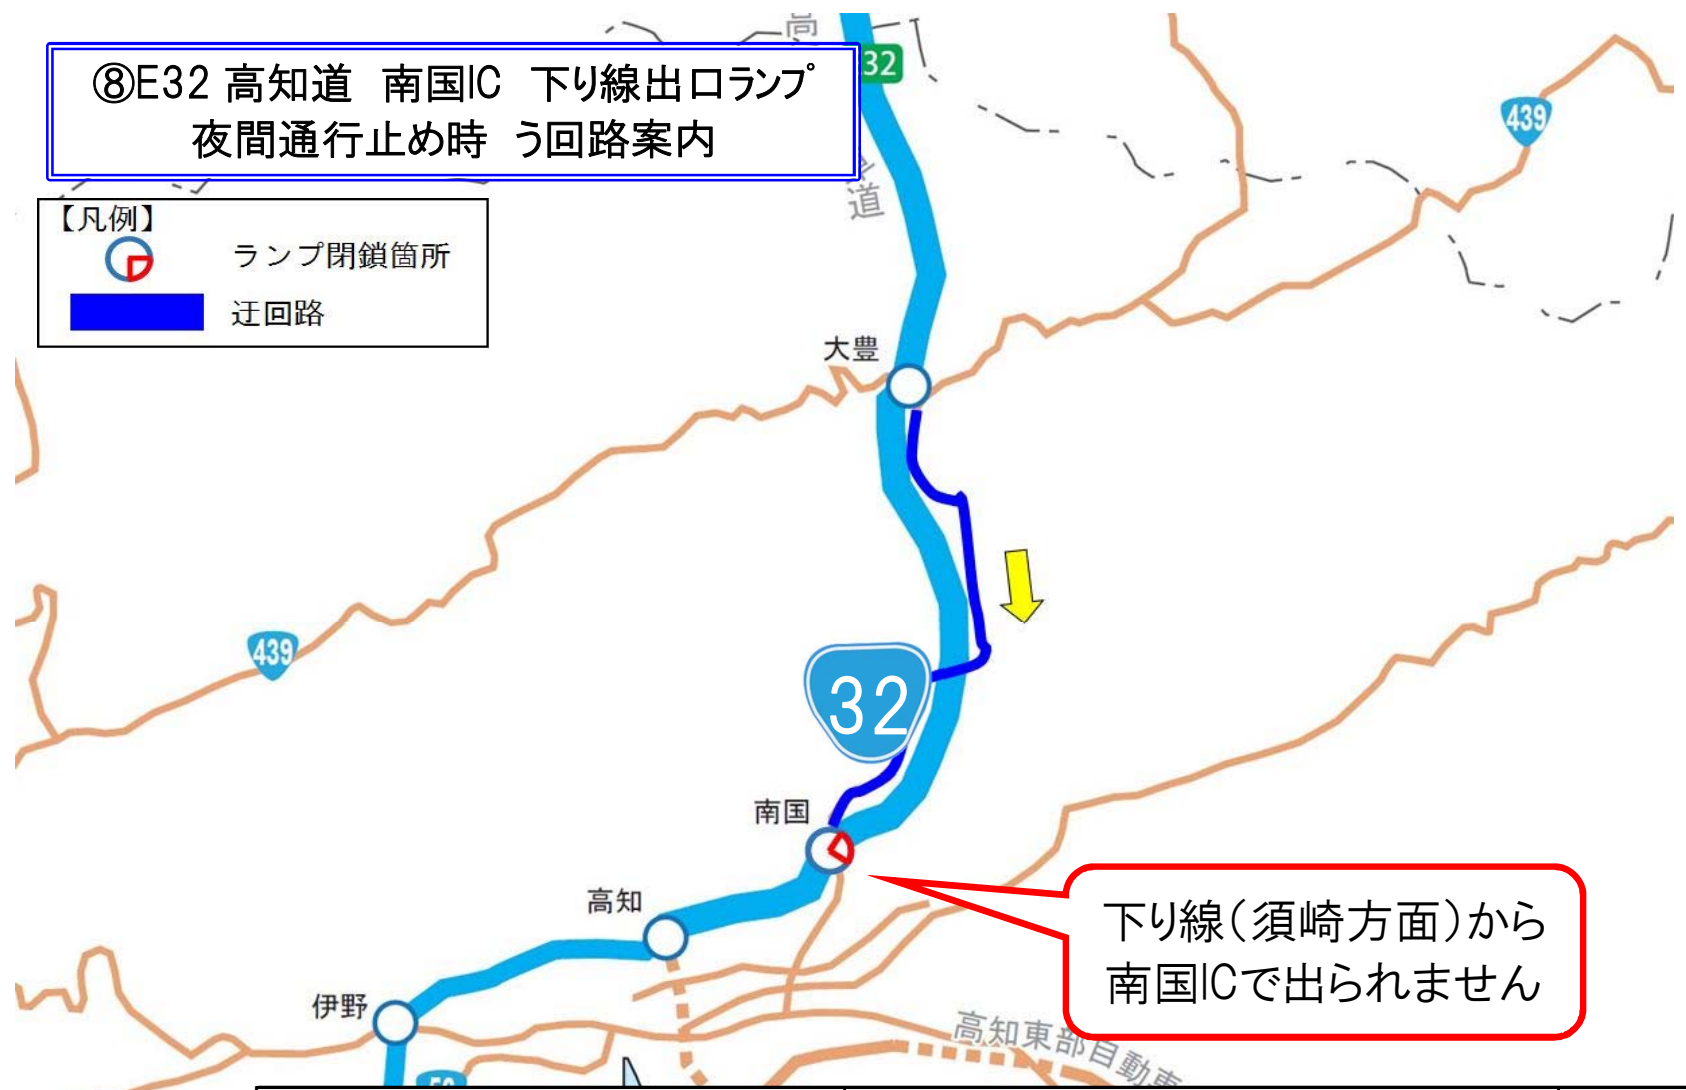 ⑧E32 高知道　南国IC　下り線出口ランプ
夜間通行止め時　う回路案内
【凡例】
ランプ閉鎖箇所
迂回路
高
32
道
439
大豊
439
32
南国
高知
下り線（須崎方面）から
南国ICで出られません
伊野
高知東部自動車